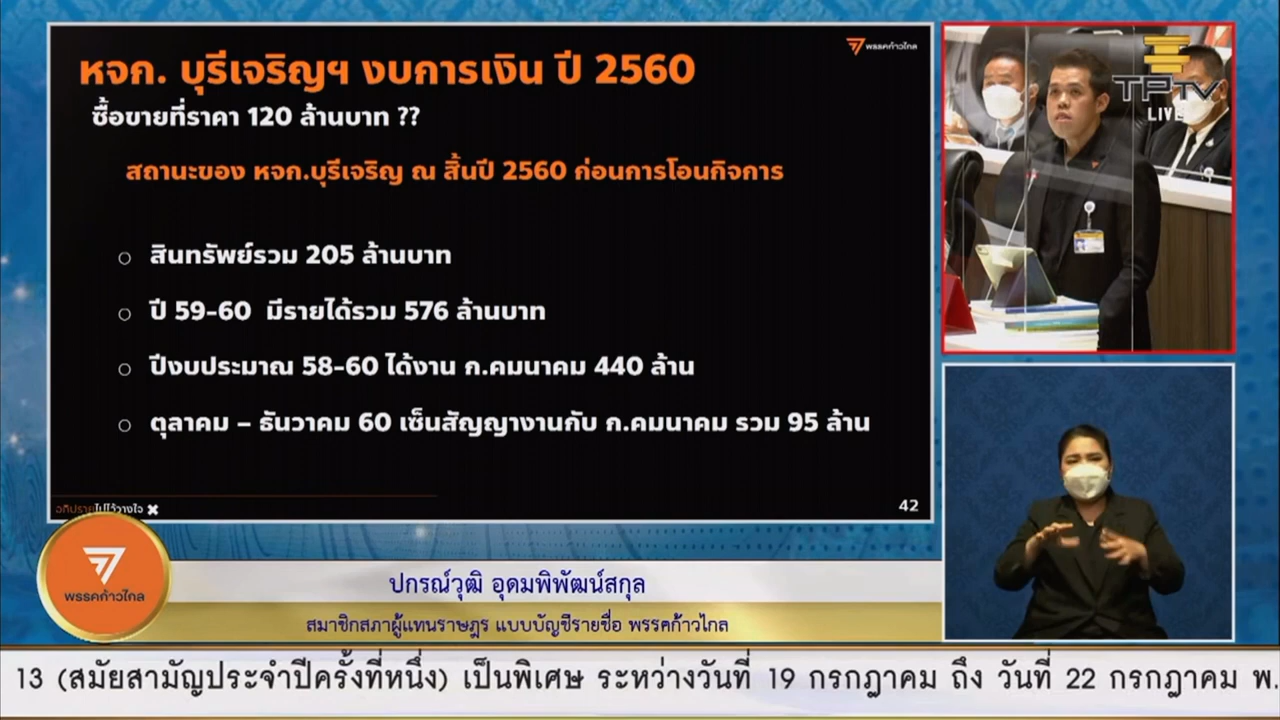 พรรคก้าวไกล
หจก. บุรีเจริญฯ งบการเงิน ปี 2560
ซื้อขายที่ราคา 120 ล้านบาท ??
สถานะของ หจก.บุรีเจริญ ณ สิ้นปี 2560 ก่อนการโอนกิจการ
สินทรัพย์รวม 205 ล้านบาท
ปี 59-60 มีรายได้รวม 576 ล้านบาท
ปีงบประมาณ 58-60 ได้งาน ก.คมนาคม 440 ล้าน
ตุลาคม – ธันวาคม 60 เซ็นสัญญางานกับ ก.คมนาคม รวม 95 ล้าน
อภิปรายไม่ไว้วางใจ
42
TPTV
LIVE
พรรคก้าวไกล
ปกรณ์วุฒิ อุดมพิพัฒน์สกุล
สมาชิกสภาผู้แทนราษฎร แบบบัญชีรายชื่อ พรรคก้าวไกล
13 (สมัยสามัญประจำปีครั้งที่หนึ่ง) เป็นพิเศษ ระหว่างวันที่ 19 กรกฎาคม ถึง วันที่ 22 กรกฎาคม พ.